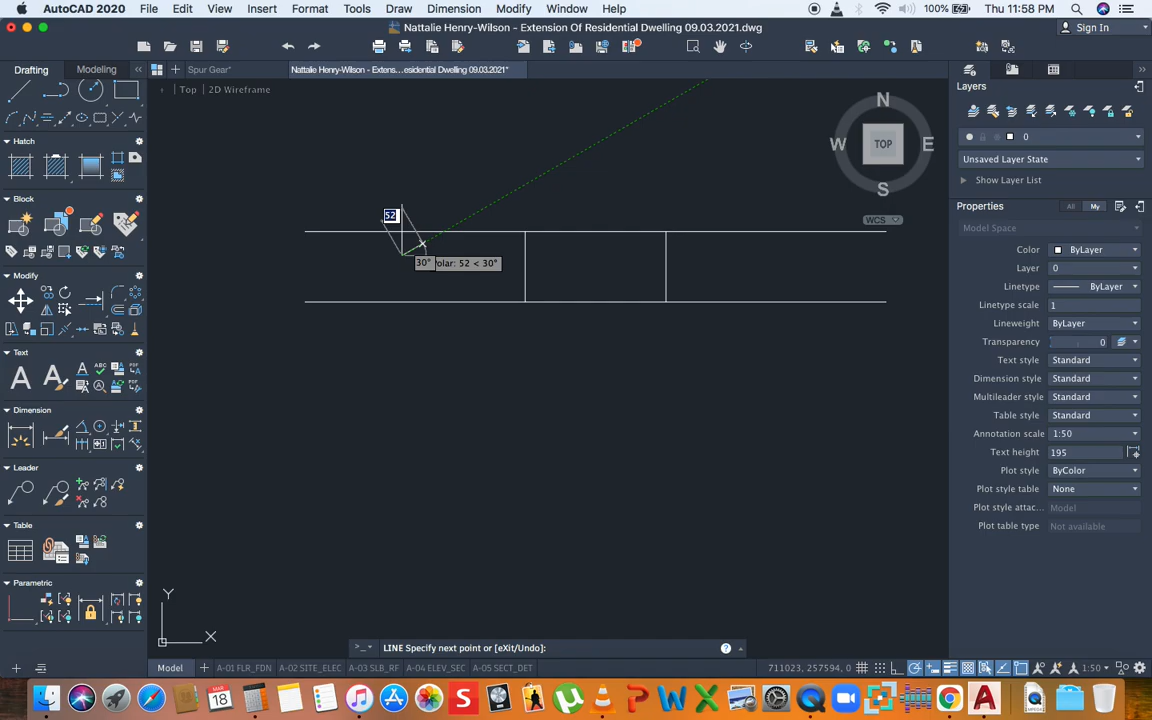 AutoCAD 2020 File Edit View Insert Format Tools Draw Dimension Modify Window Help 100% Thu 11:58 PM
Nattalie Henry-Wilson - Extension Of Residential Dwelling 09.03.2021.dwg
Sign In
Drafting Modeling Spur Gear* Nattalie Henry-Wilson - Extens...esidential Dwelling 09.03.2021*
Top 2D Wireframe
Layers
N
W TOP E
S
WCS
0
Unsaved Layer State
Show Layer List
Properties All My
Model Space
Color ByLayer
Layer 0
Linetype ByLayer
Linetype scale 1
Lineweight ByLayer
Transparency 0
Text style Standard
Dimension style Standard
Multileader style Standard
Table style Standard
Annotation scale 1:50
Text height 195
Plot style ByColor
Plot style table None
Plot style attac... Model
Plot table type Not available
Hatch
Block
Modify
Text
Dimension
Leader
Table
Parametric
52
30° Polar: 52 < 30°
Y
X
>_ LINE Specify next point or [eXit/Undo]:
Model A-01 FLR_FDN A-02 SITE_ELEC A-03 SLB_RF A-04 ELEV_SEC A-05 SECT_DET 711023, 257594, 0 1:50